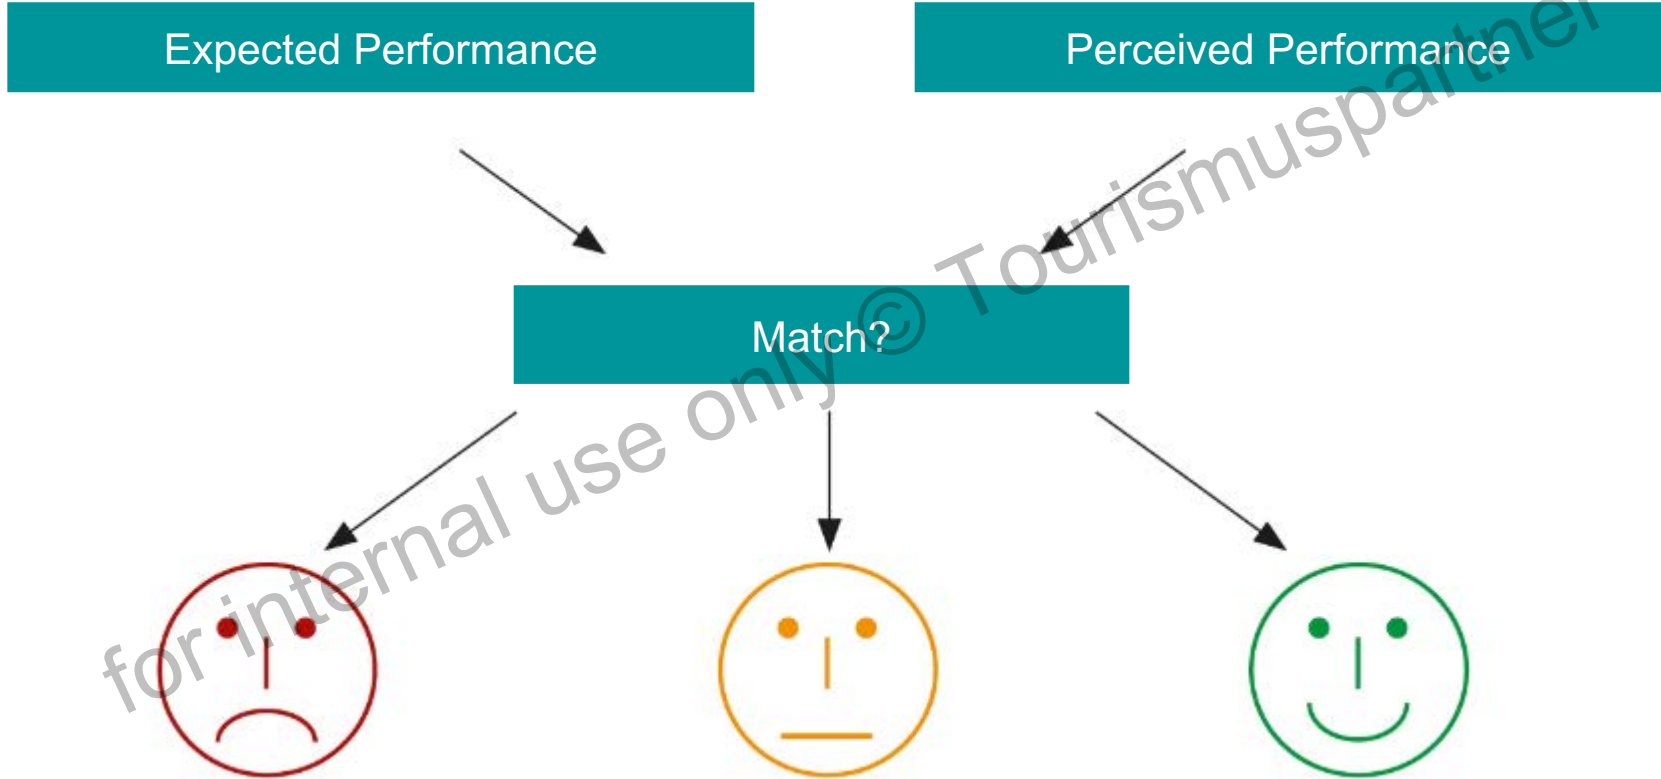 Expected Performance
Perceived Performance
Match?
for internal use only © Tourismuspartner